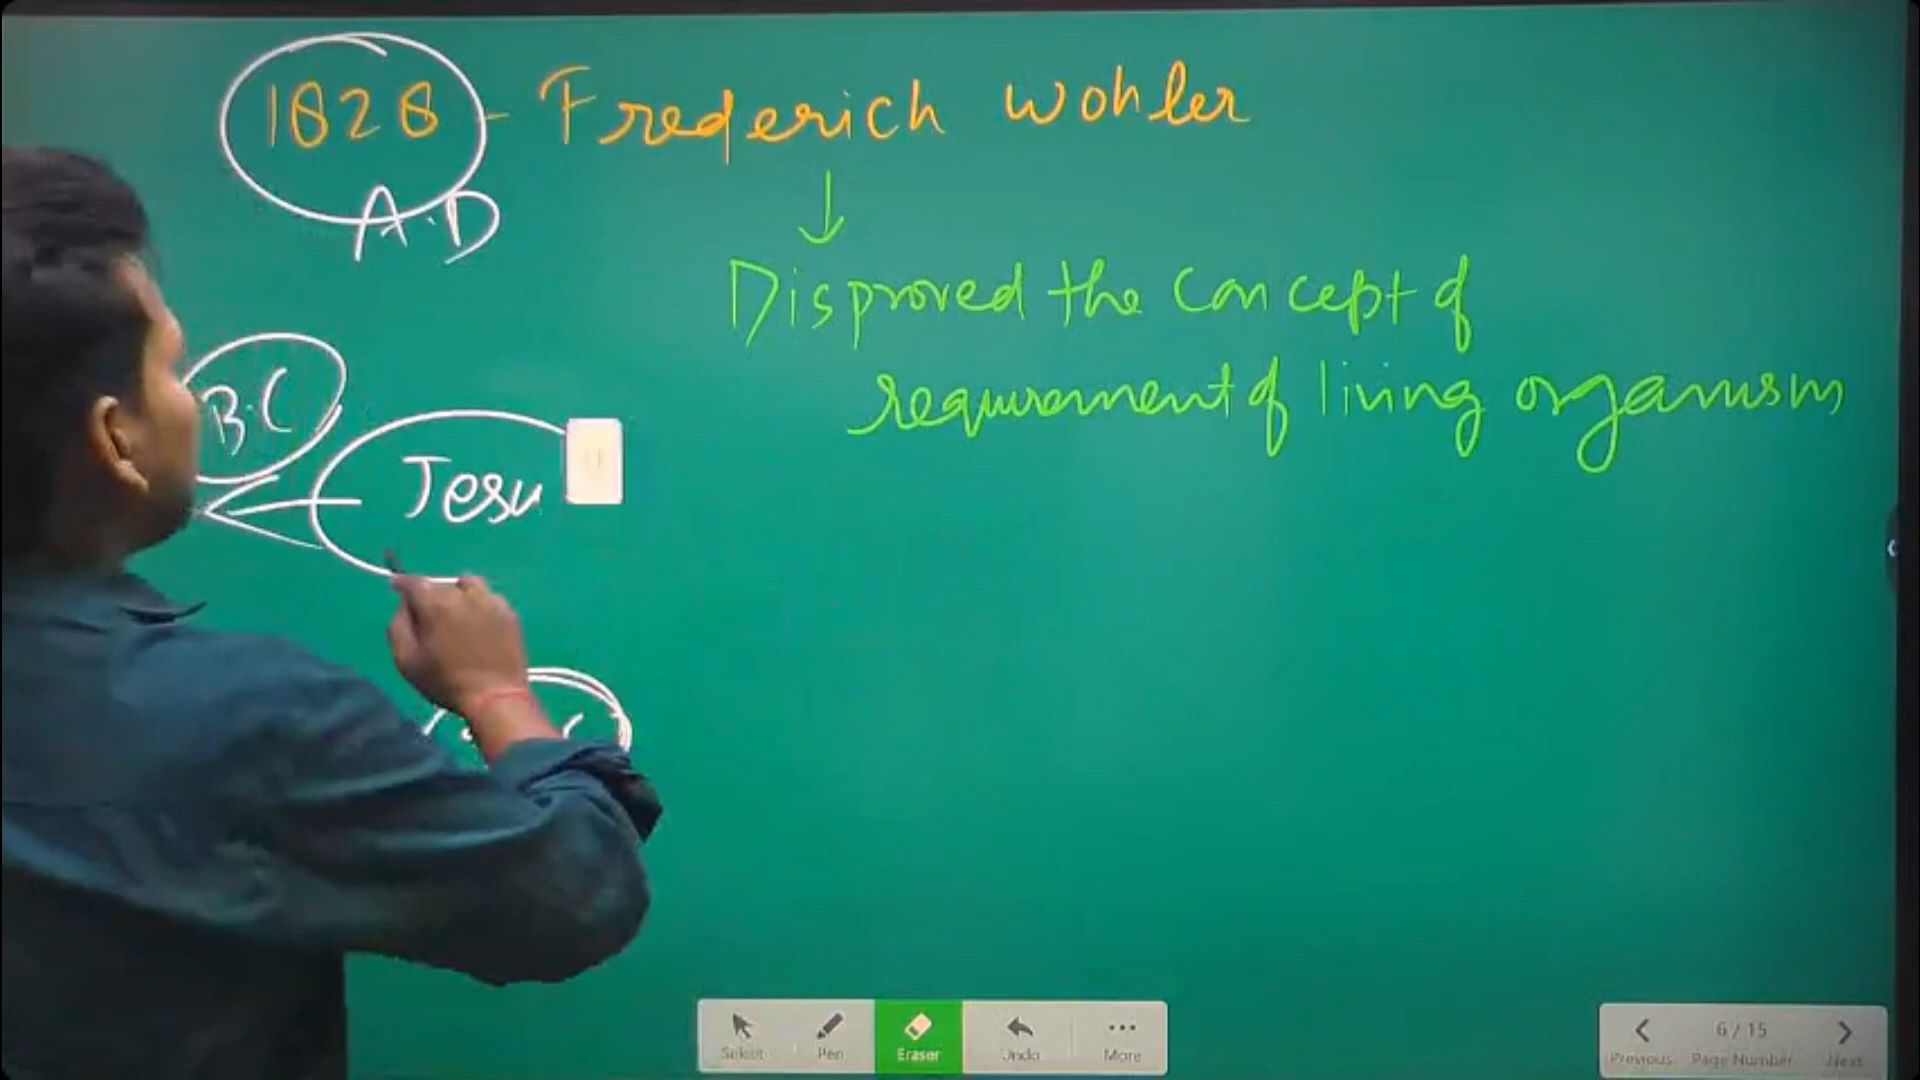 1828 - Frederich Wohler
A.D
Disproved the concept of
requirement of living organism
B.C
Jesu
Select Pen Eraser Undo More
6 / 15
Previous Page Number Next